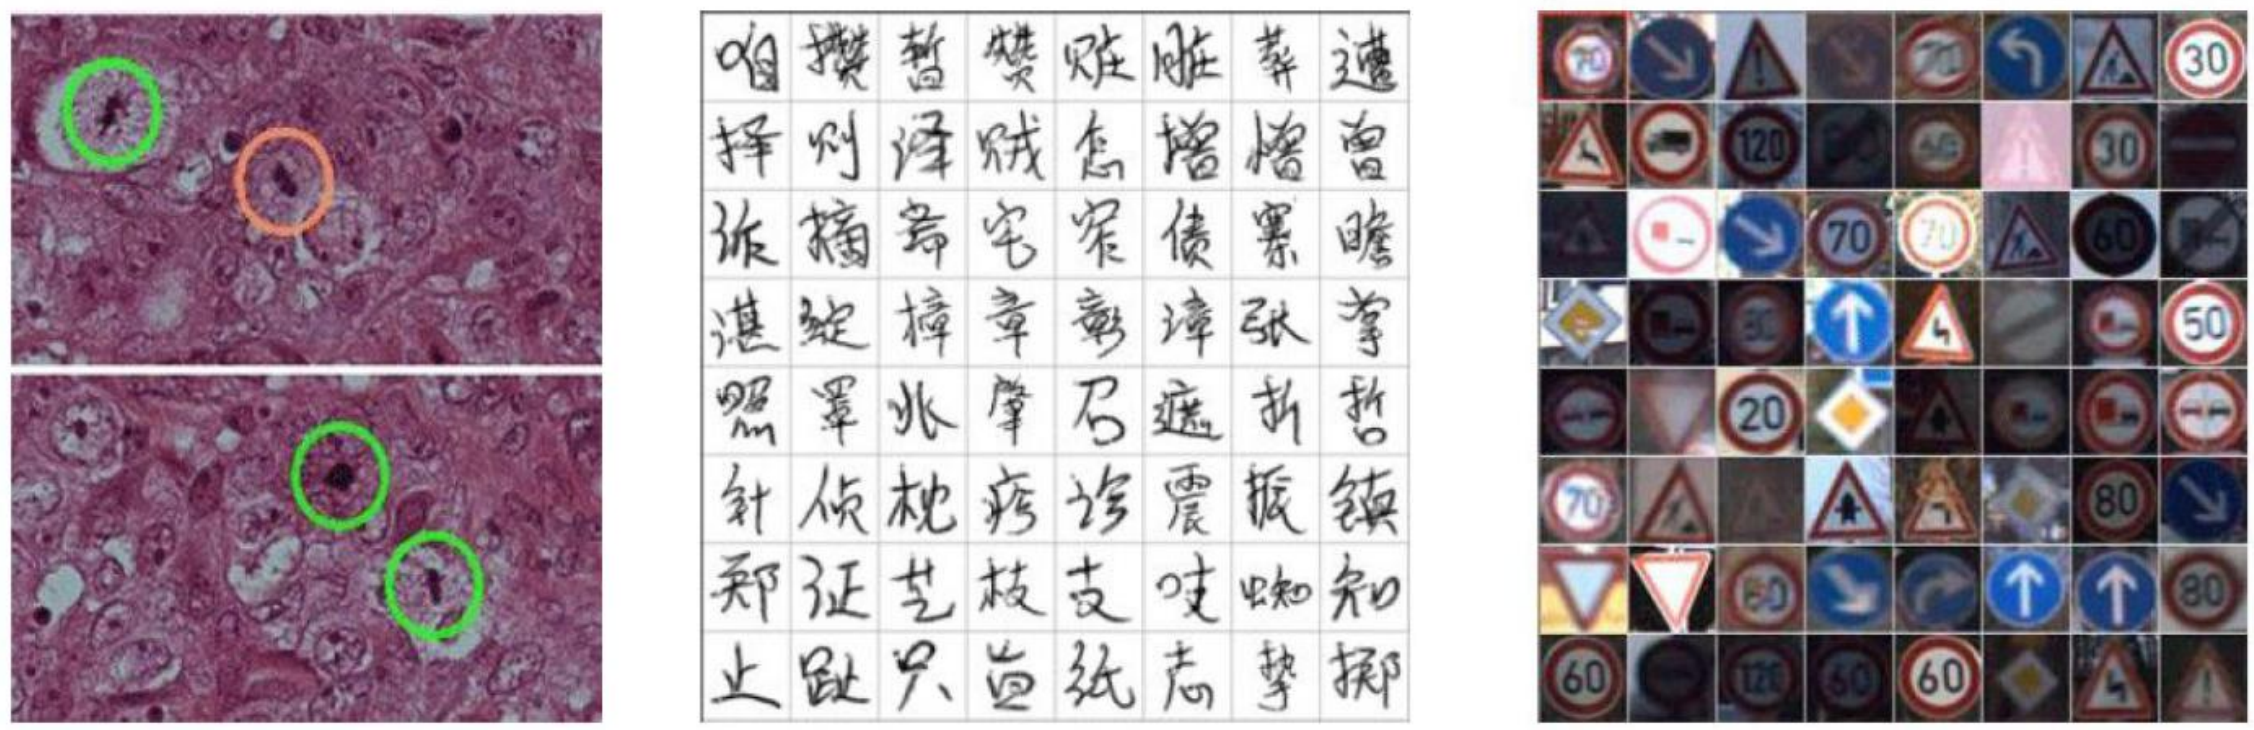 咱 攒 暂 赞 赃 脏 葬 遭
择 则 泽 贼 怎 增 憎 曾
诈 摘 斋 宅 窄 债 寨 瞻
湛 绽 樟 章 彰 漳 张 掌
照 罩 兆 肇 召 遮 折 哲
针 侦 枕 疹 诊 震 振 镇
郑 征 芝 枝 支 吱 蜘 知
止 趾 只 旨 纸 志 挚 掷
70 70 30
120 60 30
70 70 60
50
20
70 80
80
60 120 60 60